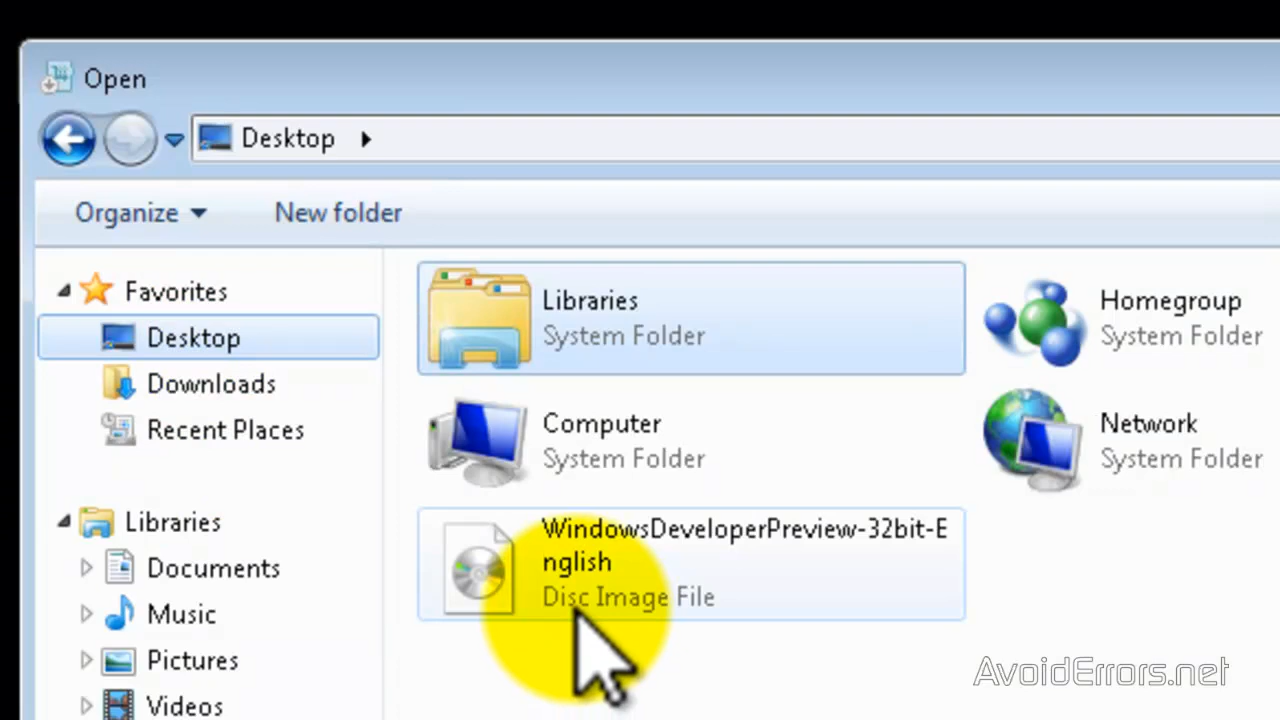 Open
Desktop
Organize
New folder
Favorites
Desktop
Downloads
Recent Places
Libraries
Documents
Music
Pictures
Videos
Libraries
System Folder
Homegroup
System Folder
Computer
System Folder
Network
System Folder
WindowsDeveloperPreview-32bit-E
nglish
Disc Image File
AvoidErrors.net